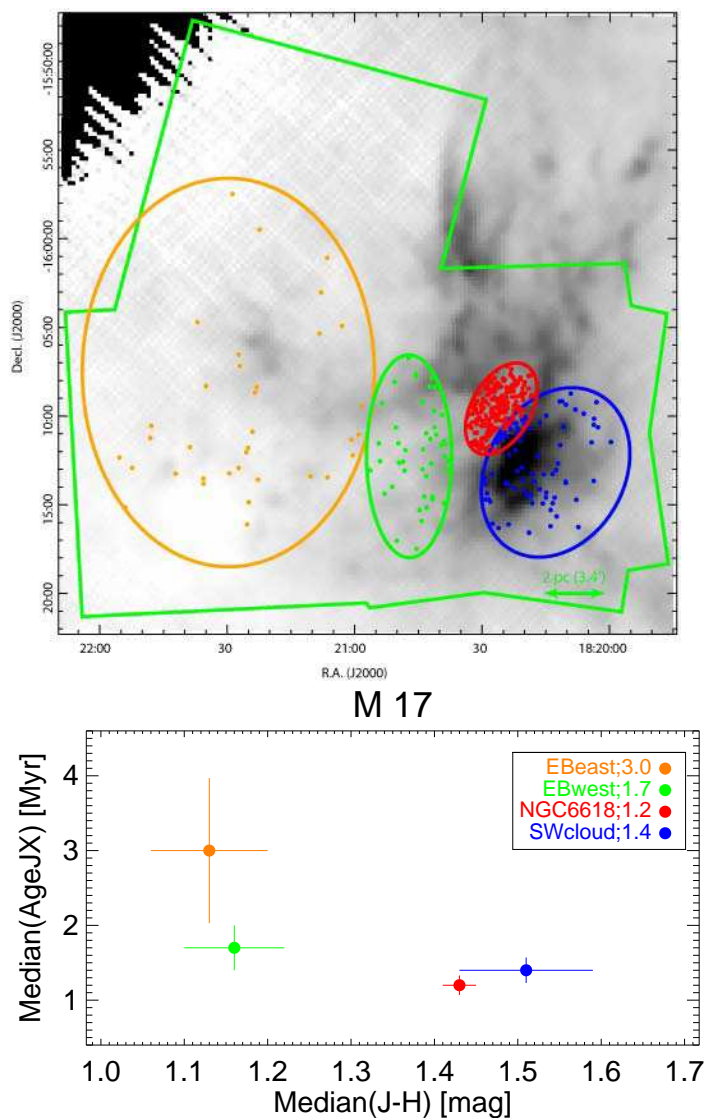 -15:50:00
55:00
-16:00:00
05:00
10:00
15:00
20:00
Decl. (J2000)
2 pc (3.4')
22:00
30
21:00
30
18:20:00
R.A. (J2000)
M 17
Median(AgeJX) [Myr]
4
3
2
1
EBeast;3.0
EBwest;1.7
NGC6618;1.2
SWcloud;1.4
1.0
1.1
1.2
1.3
1.4
1.5
1.6
1.7
Median(J-H) [mag]